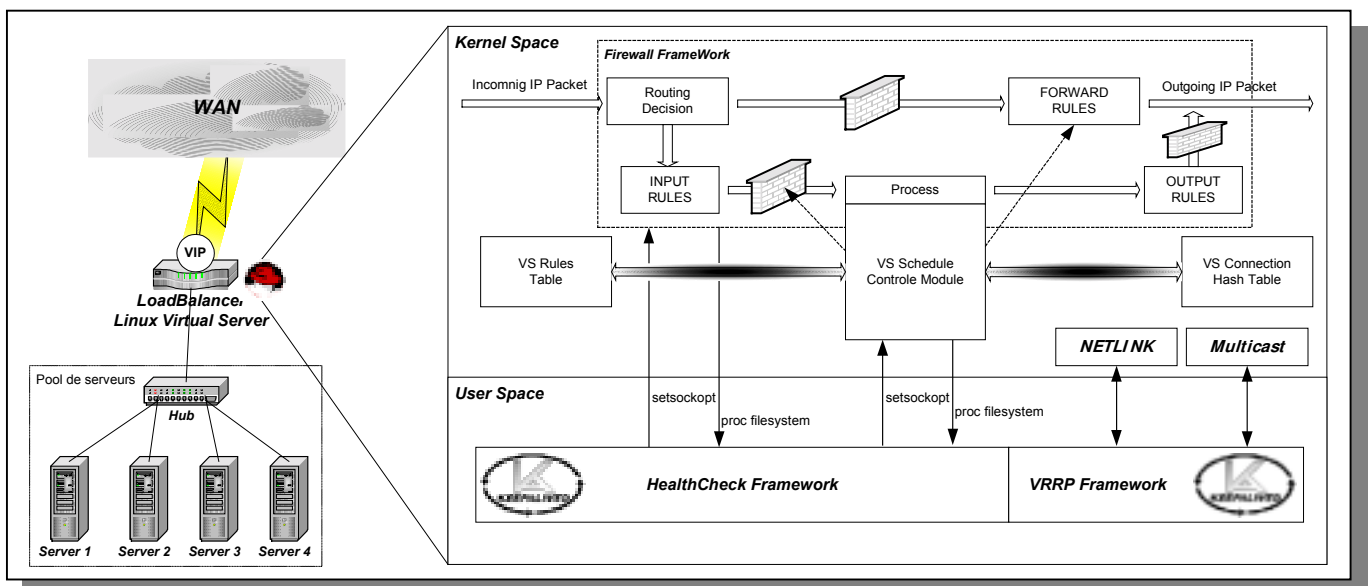 Kernel Space
Firewall FrameWork
Incomnig IP Packet
Routing
Decision
FORWARD
RULES
Outgoing IP Packet
WAN
INPUT
RULES
Process
OUTPUT
RULES
VIP
VS Rules
Table
VS Schedule
Controle Module
VS Connection
Hash Table
LoadBalancer
Linux Virtual Server
NETLINK
Multicast
Pool de serveurs
Hub
User Space
setsockopt
proc filesystem
setsockopt
proc filesystem
KEEPALIVED
HealthCheck Framework
VRRP Framework
KEEPALIVED
Server 1
Server 2
Server 3
Server 4